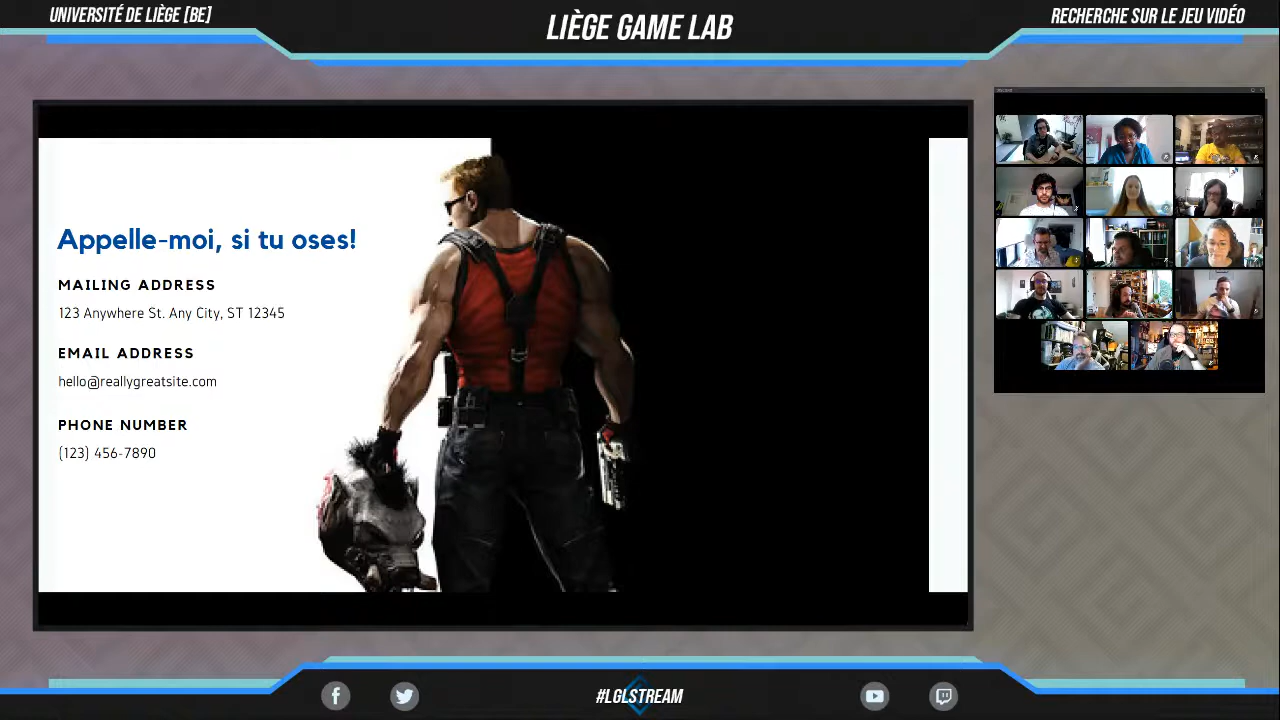 UNIVERSITÉ DE LIÈGE [BE]
LIÈGE GAME LAB
RECHERCHE SUR LE JEU VIDÉO
Appelle-moi, si tu oses!
MAILING ADDRESS
123 Anywhere St. Any City, ST 12345
EMAIL ADDRESS
hello@reallygreatsite.com
PHONE NUMBER
(123) 456-7890
#LGLSTREAM